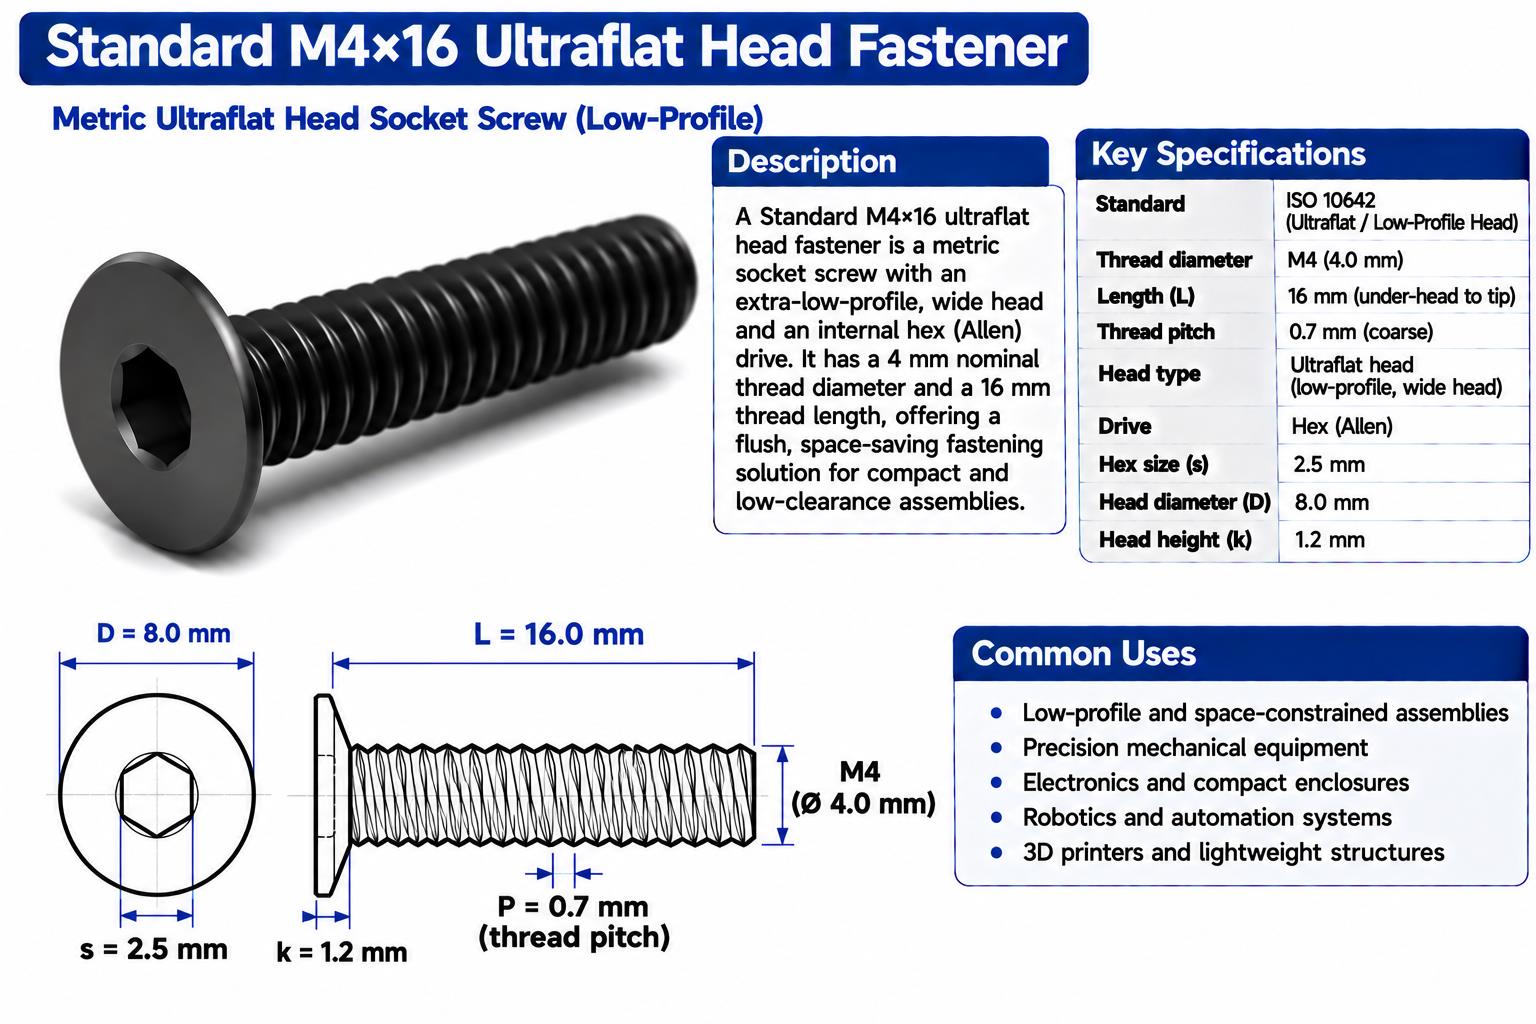 Standard M4×16 Ultraflat Head Fastener
Metric Ultraflat Head Socket Screw (Low-Profile)
Description
A Standard M4×16 ultraflat
head fastener is a metric
socket screw with an
extra-low-profile, wide head
and an internal hex (Allen)
drive. It has a 4 mm nominal
thread diameter and a 16 mm
thread length, offering a
flush, space-saving fastening
solution for compact and
low-clearance assemblies.
Key Specifications
Standard ISO 10642
(Ultraflat / Low-Profile Head)
Thread diameter M4 (4.0 mm)
Length (L) 16 mm (under-head to tip)
Thread pitch 0.7 mm (coarse)
Head type Ultraflat head
(low-profile, wide head)
Drive Hex (Allen)
Hex size (s) 2.5 mm
Head diameter (D) 8.0 mm
Head height (k) 1.2 mm
D = 8.0 mm
L = 16.0 mm
M4
(Ø 4.0 mm)
s = 2.5 mm
k = 1.2 mm
P = 0.7 mm
(thread pitch)
Common Uses
• Low-profile and space-constrained assemblies
• Precision mechanical equipment
• Electronics and compact enclosures
• Robotics and automation systems
• 3D printers and lightweight structures